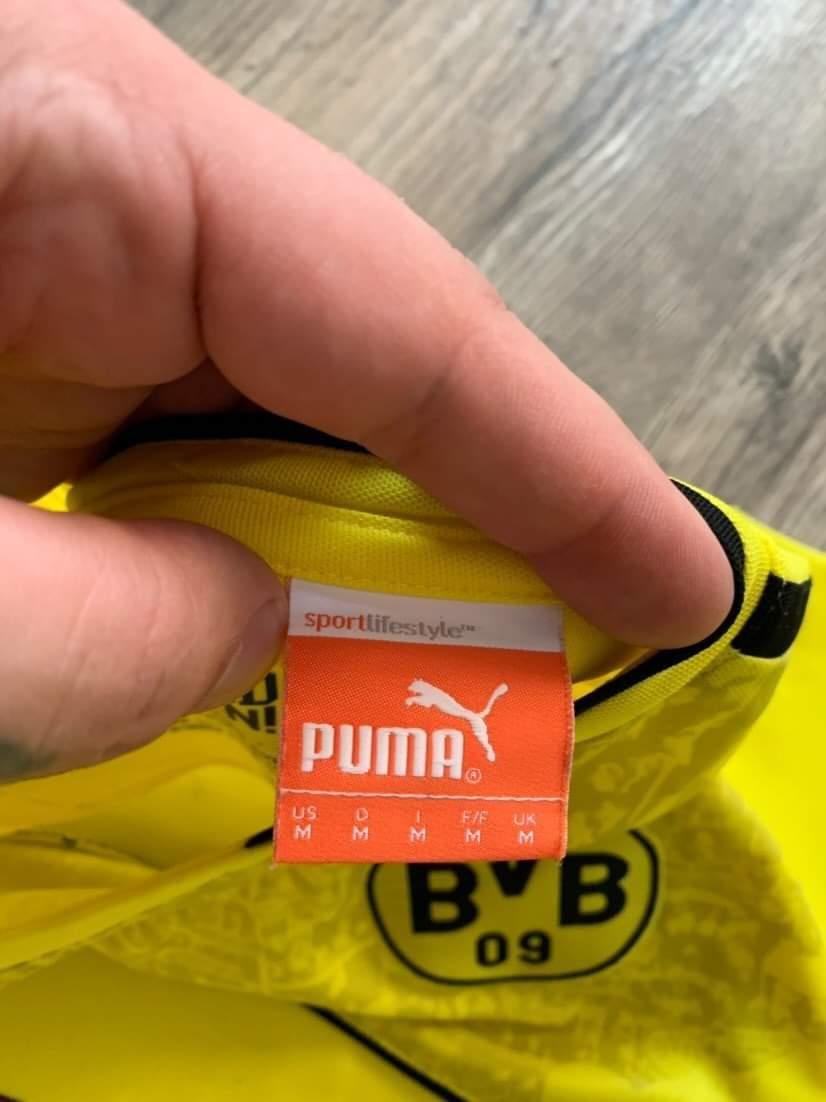 sportlifestyle™
PUMA®
US D I E/F UK
M M M M M
BVB
09